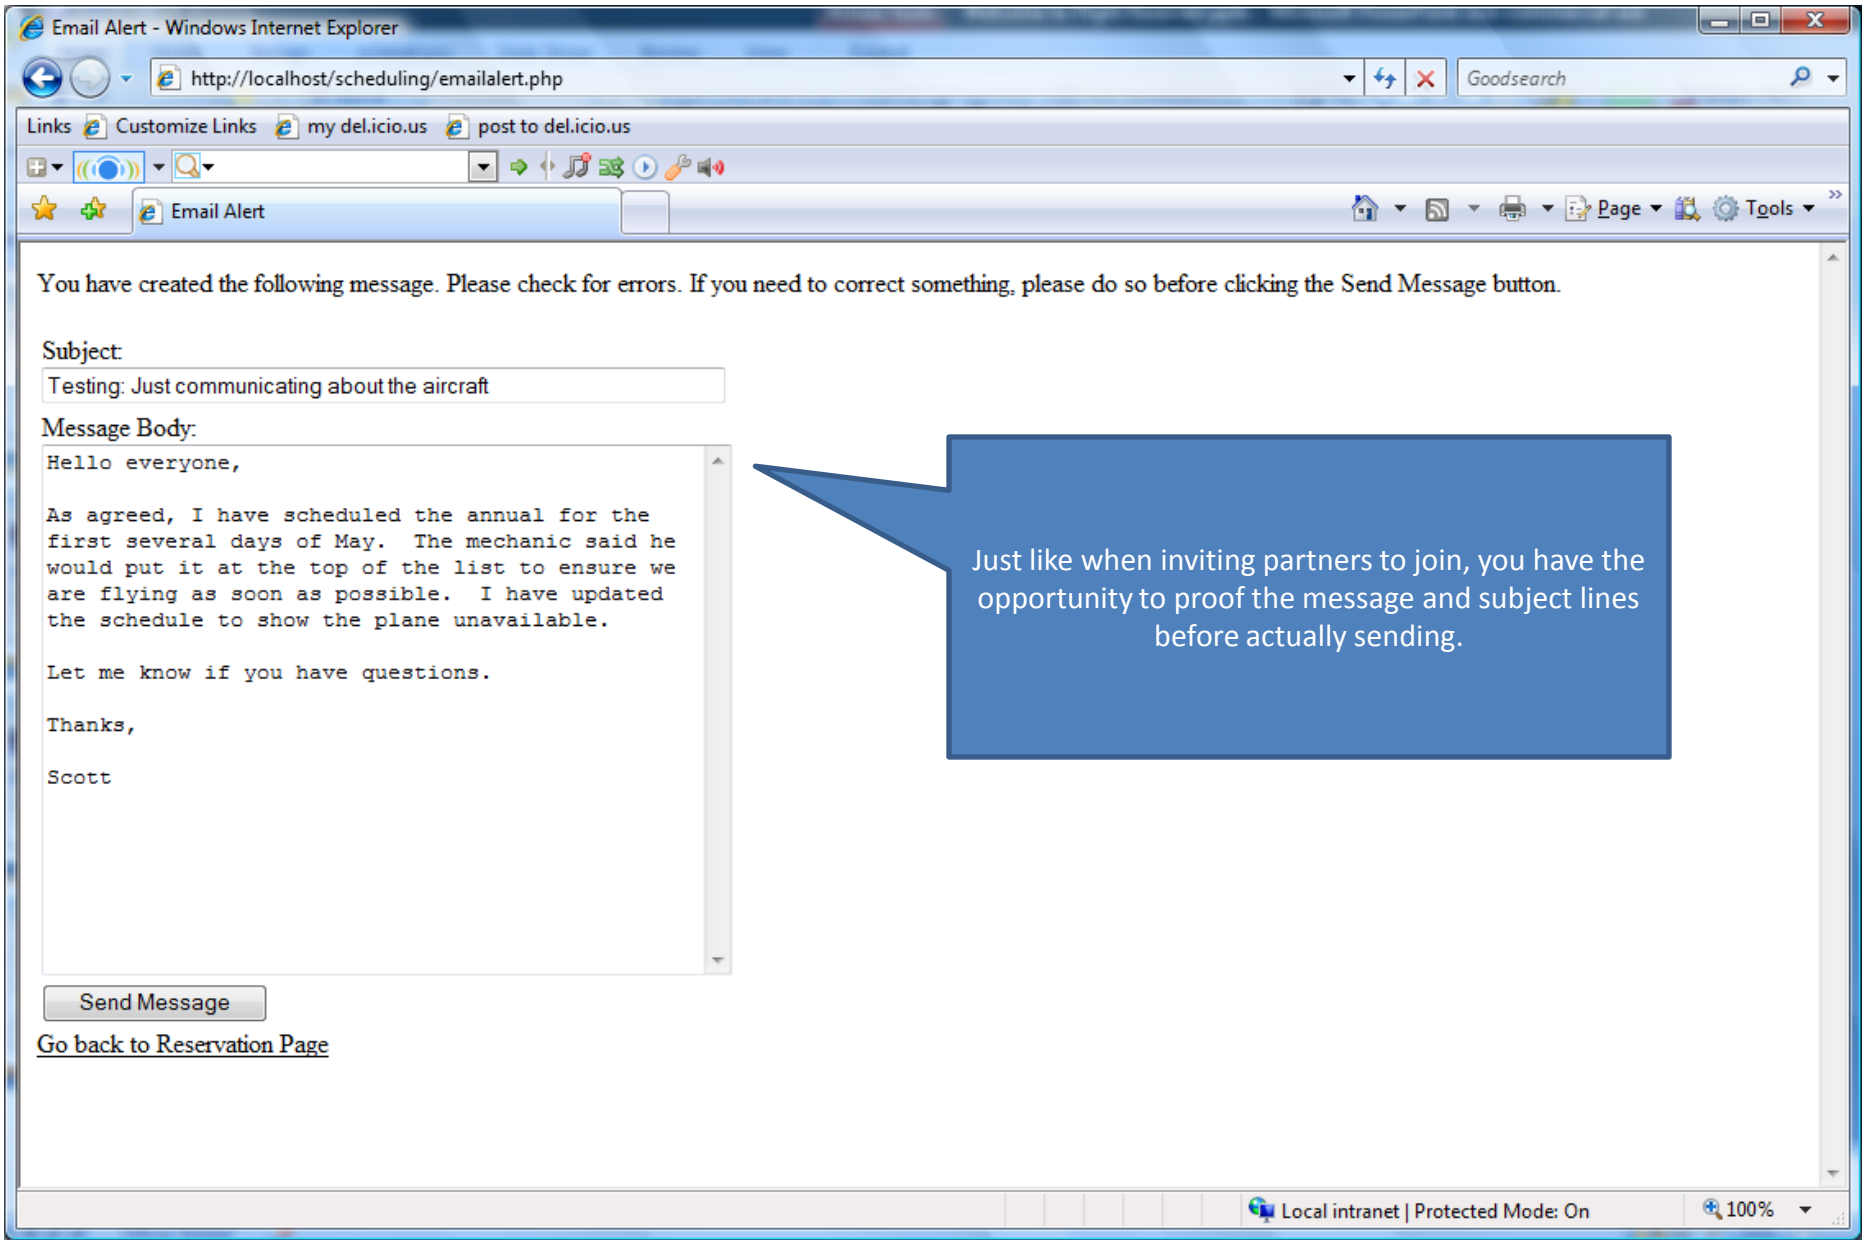 Email Alert - Windows Internet Explorer
http://localhost/scheduling/emailalert.php
Goodsearch
Links Customize Links my del.icio.us post to del.icio.us
Email Alert
Page Tools
You have created the following message. Please check for errors. If you need to correct something, please do so before clicking the Send Message button.
Subject:
Testing: Just communicating about the aircraft
Message Body:
Hello everyone,
As agreed, I have scheduled the annual for the
first several days of May.  The mechanic said he
would put it at the top of the list to ensure we
are flying as soon as possible.  I have updated
the schedule to show the plane unavailable.
Let me know if you have questions.
Thanks,
Scott
Just like when inviting partners to join, you have the
opportunity to proof the message and subject lines
before actually sending.
Send Message
Go back to Reservation Page
Local intranet | Protected Mode: On
100%